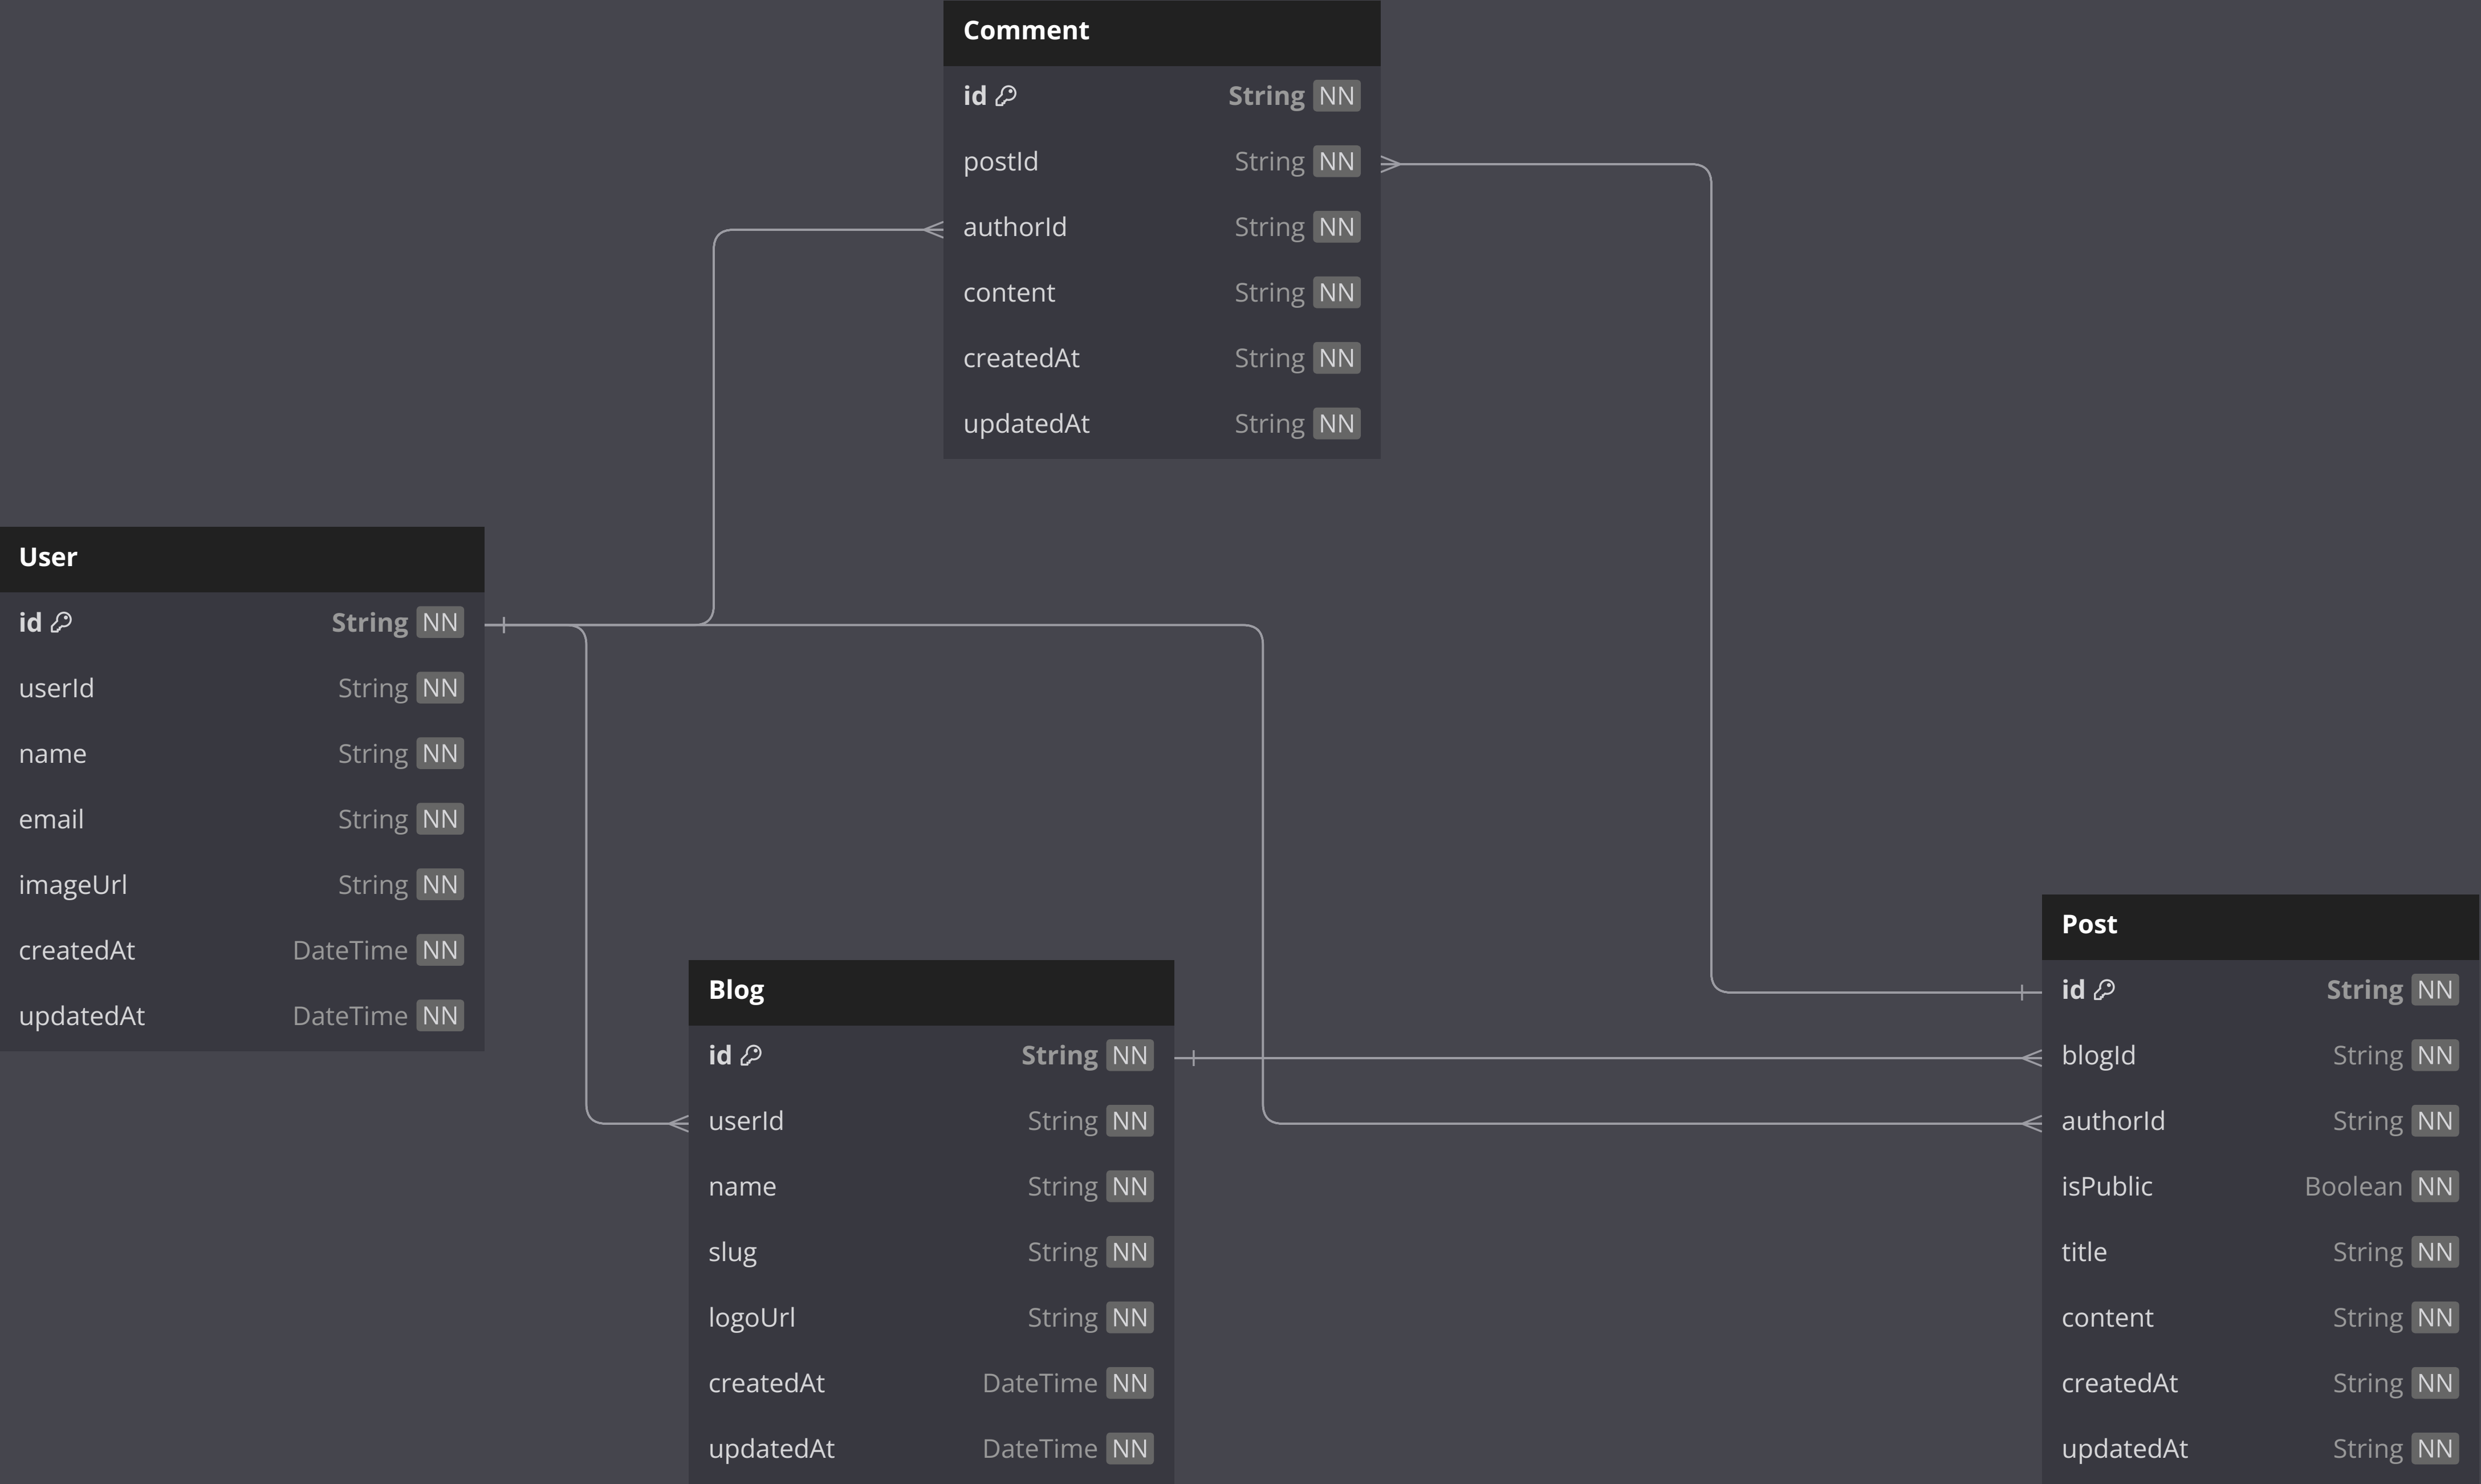 Comment
id String NN
postId String NN
authorId String NN
content String NN
createdAt String NN
updatedAt String NN
User
id String NN
userId String NN
name String NN
email String NN
imageUrl String NN
createdAt DateTime NN
updatedAt DateTime NN
Blog
id String NN
userId String NN
name String NN
slug String NN
logoUrl String NN
createdAt DateTime NN
updatedAt DateTime NN
Post
id String NN
blogId String NN
authorId String NN
isPublic Boolean NN
title String NN
content String NN
createdAt String NN
updatedAt String NN